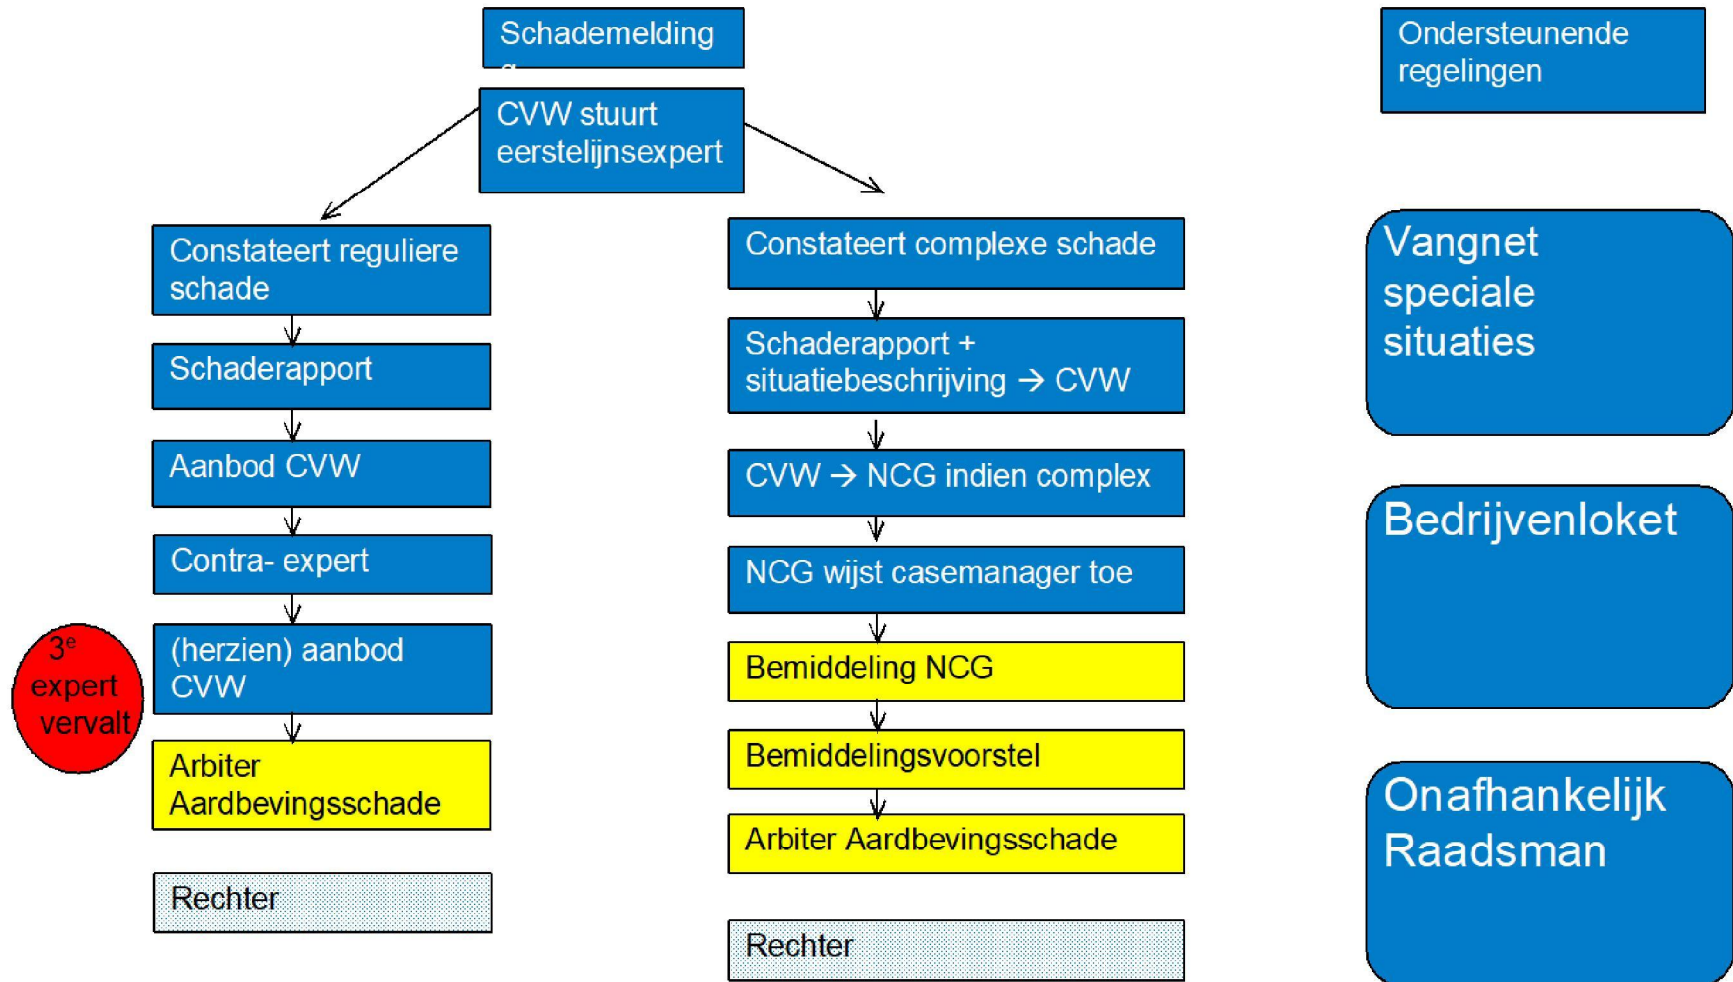 Schademelding
g
CVW stuurt
eerstelijnsexpert
Constateert reguliere
schade
Schaderapport
Aanbod CVW
Contra- expert
(herzien) aanbod
CVW
3e
expert
vervalt
Arbiter
Aardbevingsschade
Rechter
Constateert complexe schade
Schaderapport +
situatiebeschrijving → CVW
CVW → NCG indien complex
NCG wijst casemanager toe
Bemiddeling NCG
Bemiddelingsvoorstel
Arbiter Aardbevingsschade
Rechter
Ondersteunende
regelingen
Vangnet
speciale
situaties
Bedrijvenloket
Onafhankelijk
Raadsman